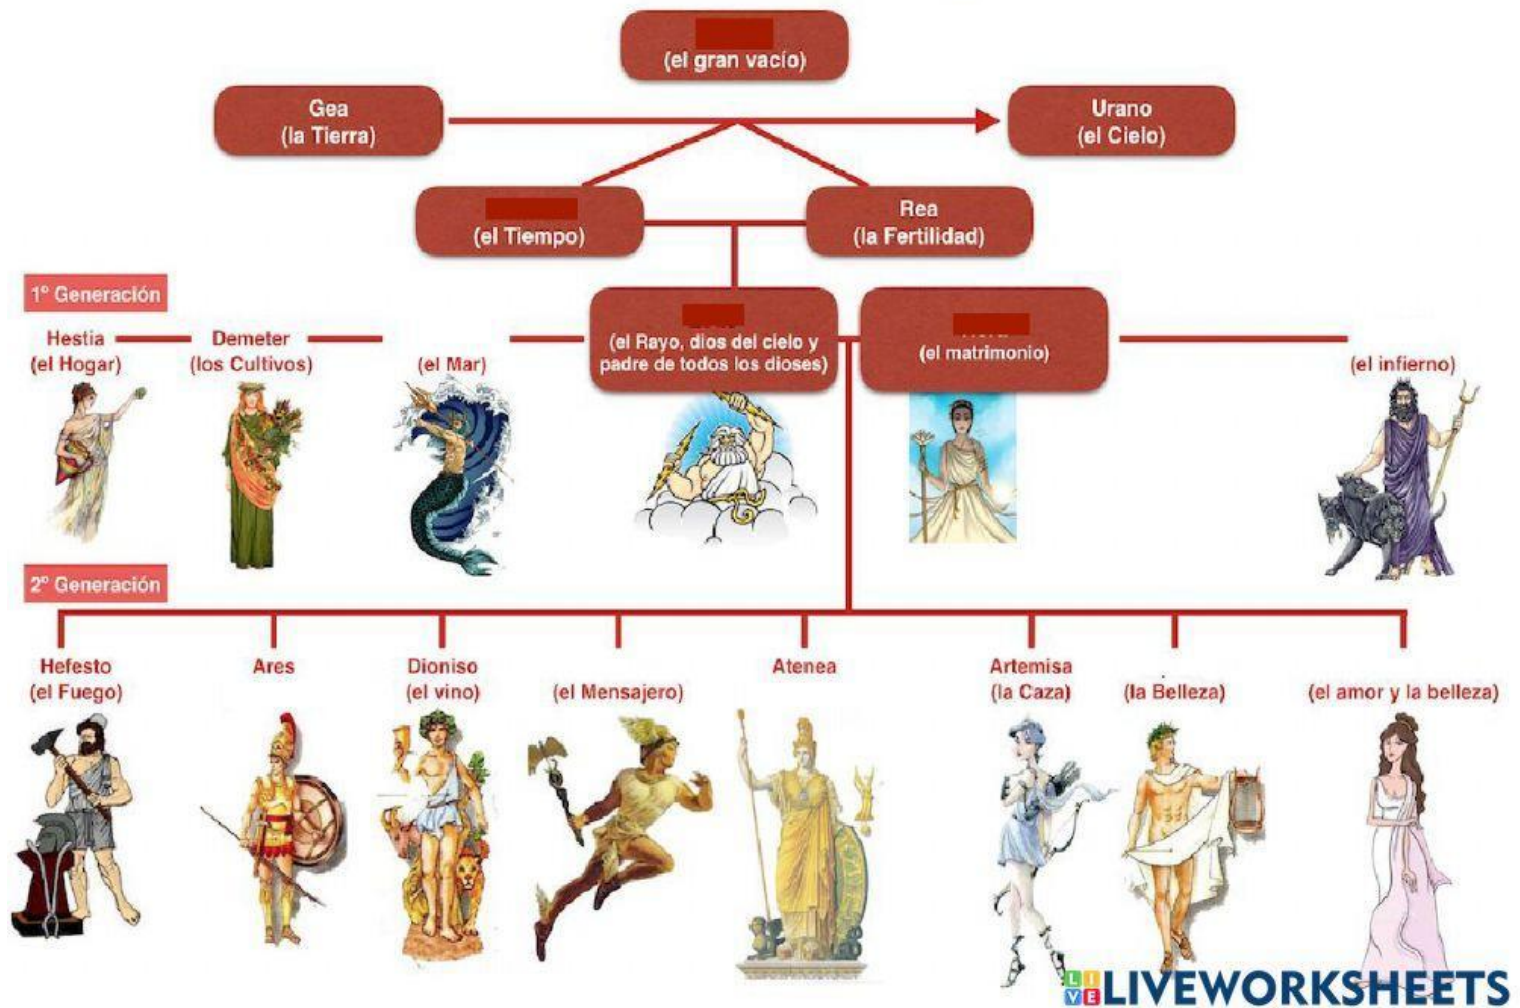 (el gran vacío)
Gea
(la Tierra)
Urano
(el Cielo)
(el Tiempo)
Rea
(la Fertilidad)
1º Generación
Hestia
(el Hogar)
Demeter
(los Cultivos)
(el Mar)
(el Rayo, dios del cielo y
padre de todos los dioses)
(el matrimonio)
(el infierno)
2º Generación
Hefesto
(el Fuego)
Ares
Dioniso
(el vino)
(el Mensajero)
Atenea
Artemisa
(la Caza)
(la Belleza)
(el amor y la belleza)
LIVE LIVEWORKSHEETS